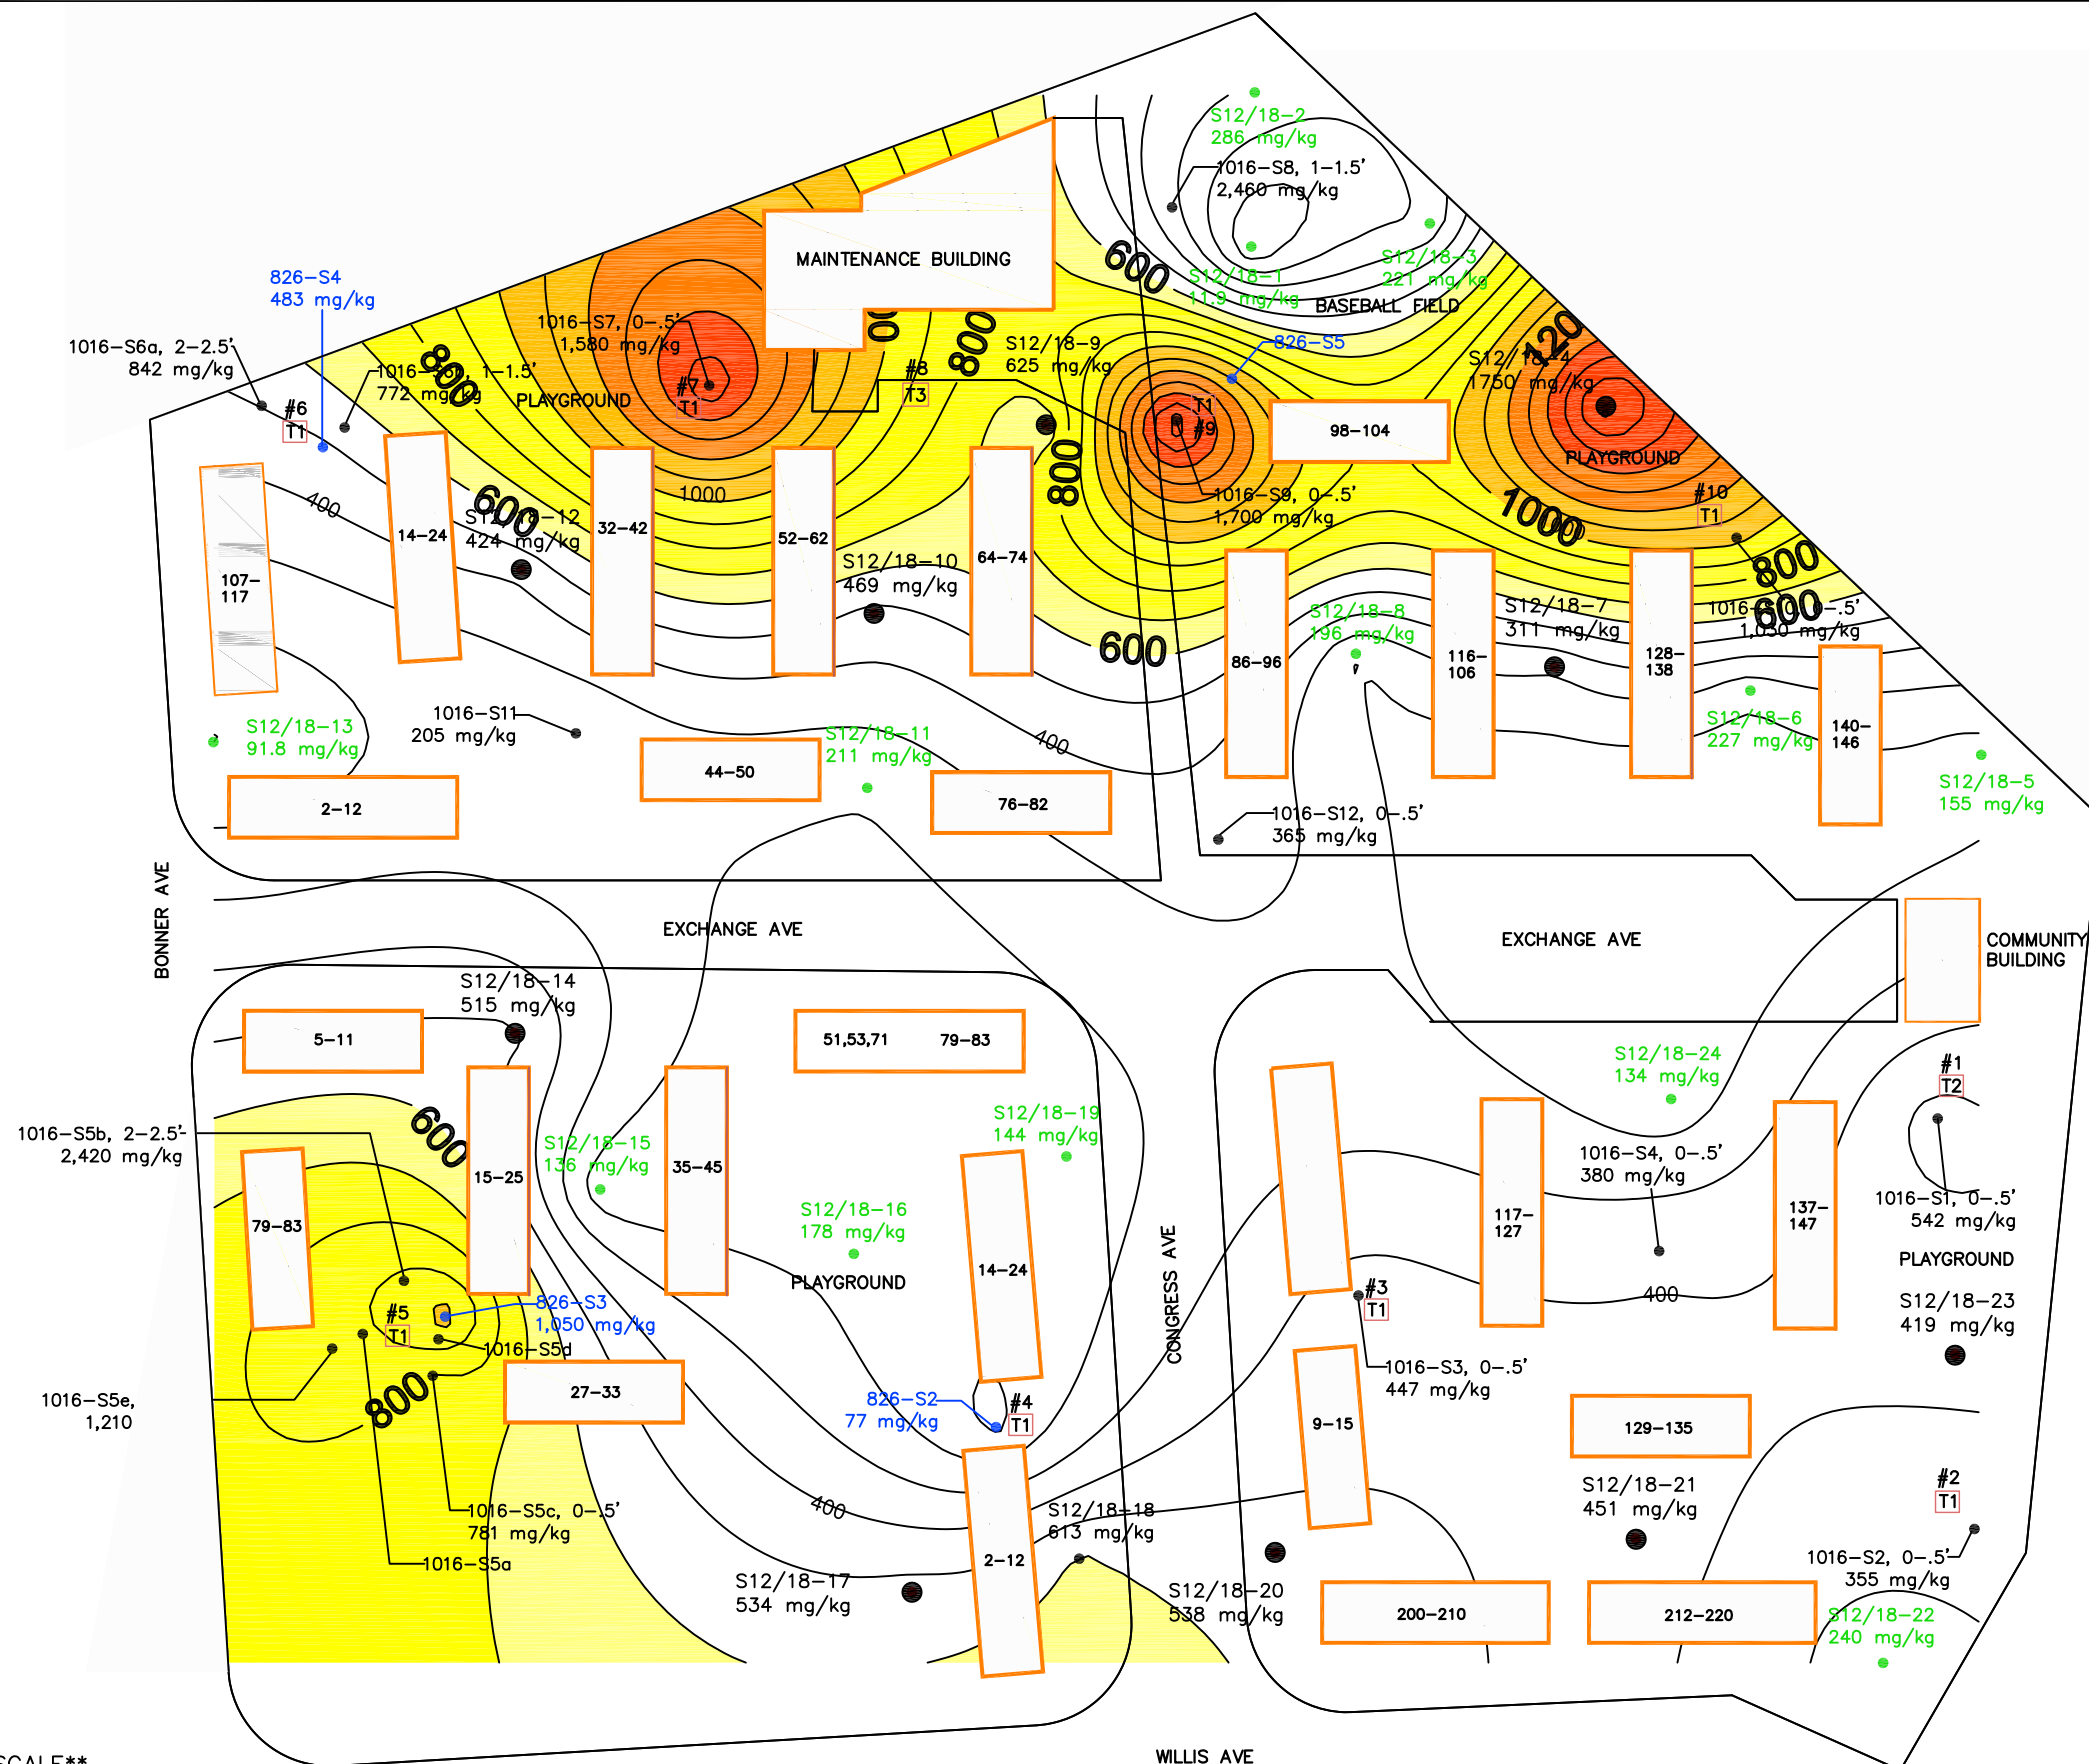 S12/18-2
286 mg/kg
1016-S8, 1-1.5'
2,460 mg/kg
MAINTENANCE BUILDING
600
S12/18-3
221 mg/kg
S12/18-1
11.9 mg/kg
BASEBALL FIELD
826-S4
483 mg/kg
1016-S6a, 2-2.5'
842 mg/kg
1016-S7, 0-.5'
1,580 mg/kg
800
772 mg/kg
PLAYGROUND
#7
T1
800
#8
T3
S12/18-9
625 mg/kg
826-S5
120
S12/18-4
1750 mg/kg
#6
T1
T1
#9
98-104
PLAYGROUND
800
400
600
1000
1016-S9, 0-.5'
1,700 mg/kg
#10
T1
1000
S12/18-12
424 mg/kg
14-24
32-42
52-62
S12/18-10
469 mg/kg
64-74
800
600
107-
117
600
S12/18-8
196 mg/kg
S12/18-7
311 mg/kg
1,030 mg/kg
86-96
116-
106
128-
138
S12/18-13
91.8 mg/kg
1016-S11
205 mg/kg
S12/18-11
211 mg/kg
400
S12/18-6
227 mg/kg
140-
146
44-50
76-82
2-12
S12/18-5
155 mg/kg
1016-S12, 0-.5'
365 mg/kg
BONNER AVE
EXCHANGE AVE
EXCHANGE AVE
COMMUNITY
BUILDING
S12/18-14
515 mg/kg
5-11
51,53,71
79-83
S12/18-24
134 mg/kg
#1
T2
1016-S5b, 2-2.5'
2,420 mg/kg
600
S12/18-15
136 mg/kg
S12/18-19
144 mg/kg
15-25
35-45
1016-S4, 0-.5'
380 mg/kg
1016-S1, 0-.5'
542 mg/kg
79-83
S12/18-16
178 mg/kg
PLAYGROUND
14-24
CONGRESS AVE
117-
127
137-
147
PLAYGROUND
#5
T1
826-S3
1,050 mg/kg
1016-S5d
#3
T1
400
S12/18-23
419 mg/kg
1016-S3, 0-.5'
447 mg/kg
1016-S5e,
1,210
800
27-33
826-S2
77 mg/kg
#4
T1
9-15
129-135
S12/18-21
451 mg/kg
#2
T1
1016-S5c, 0-.5'
781 mg/kg
1016-S5a
400
S12/18-18
613 mg/kg
2-12
S12/18-17
534 mg/kg
S12/18-20
538 mg/kg
1016-S2, 0-.5'
355 mg/kg
200-210
212-220
S12/18-22
240 mg/kg
WILLIS AVE